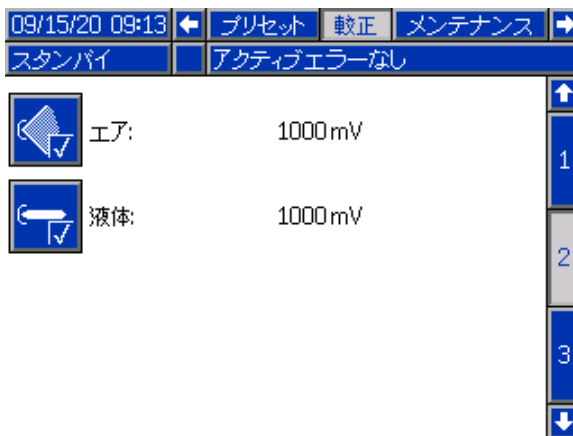 09/15/20 09:13 プリセット 較正 メンテナンス
スタンバイ アクティブエラーなし
エア: 1000mV
液体: 1000mV
1
2
3